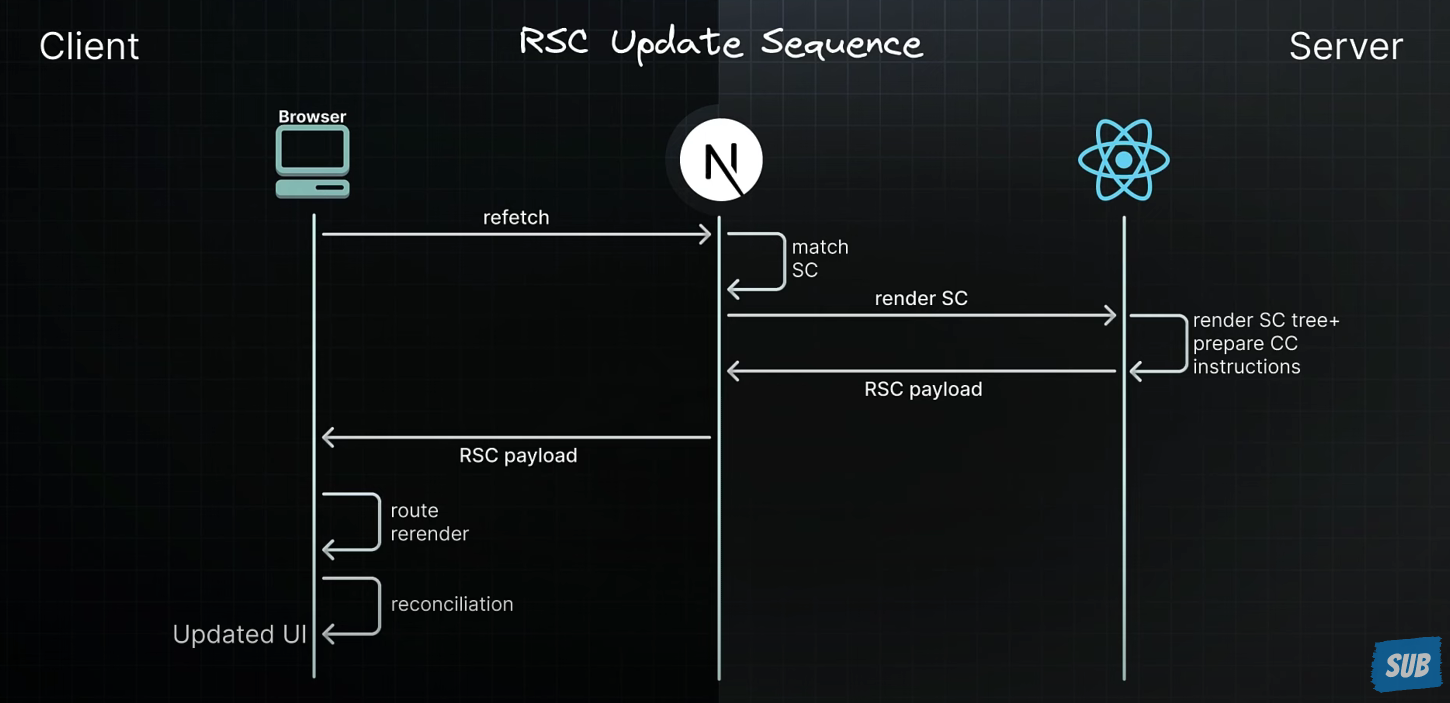 Client
RSC Update Sequence
Server
Browser
N
refetch
match
SC
render SC
render SC tree+
prepare CC
instructions
RSC payload
RSC payload
route
rerender
reconciliation
Updated UI
SUB